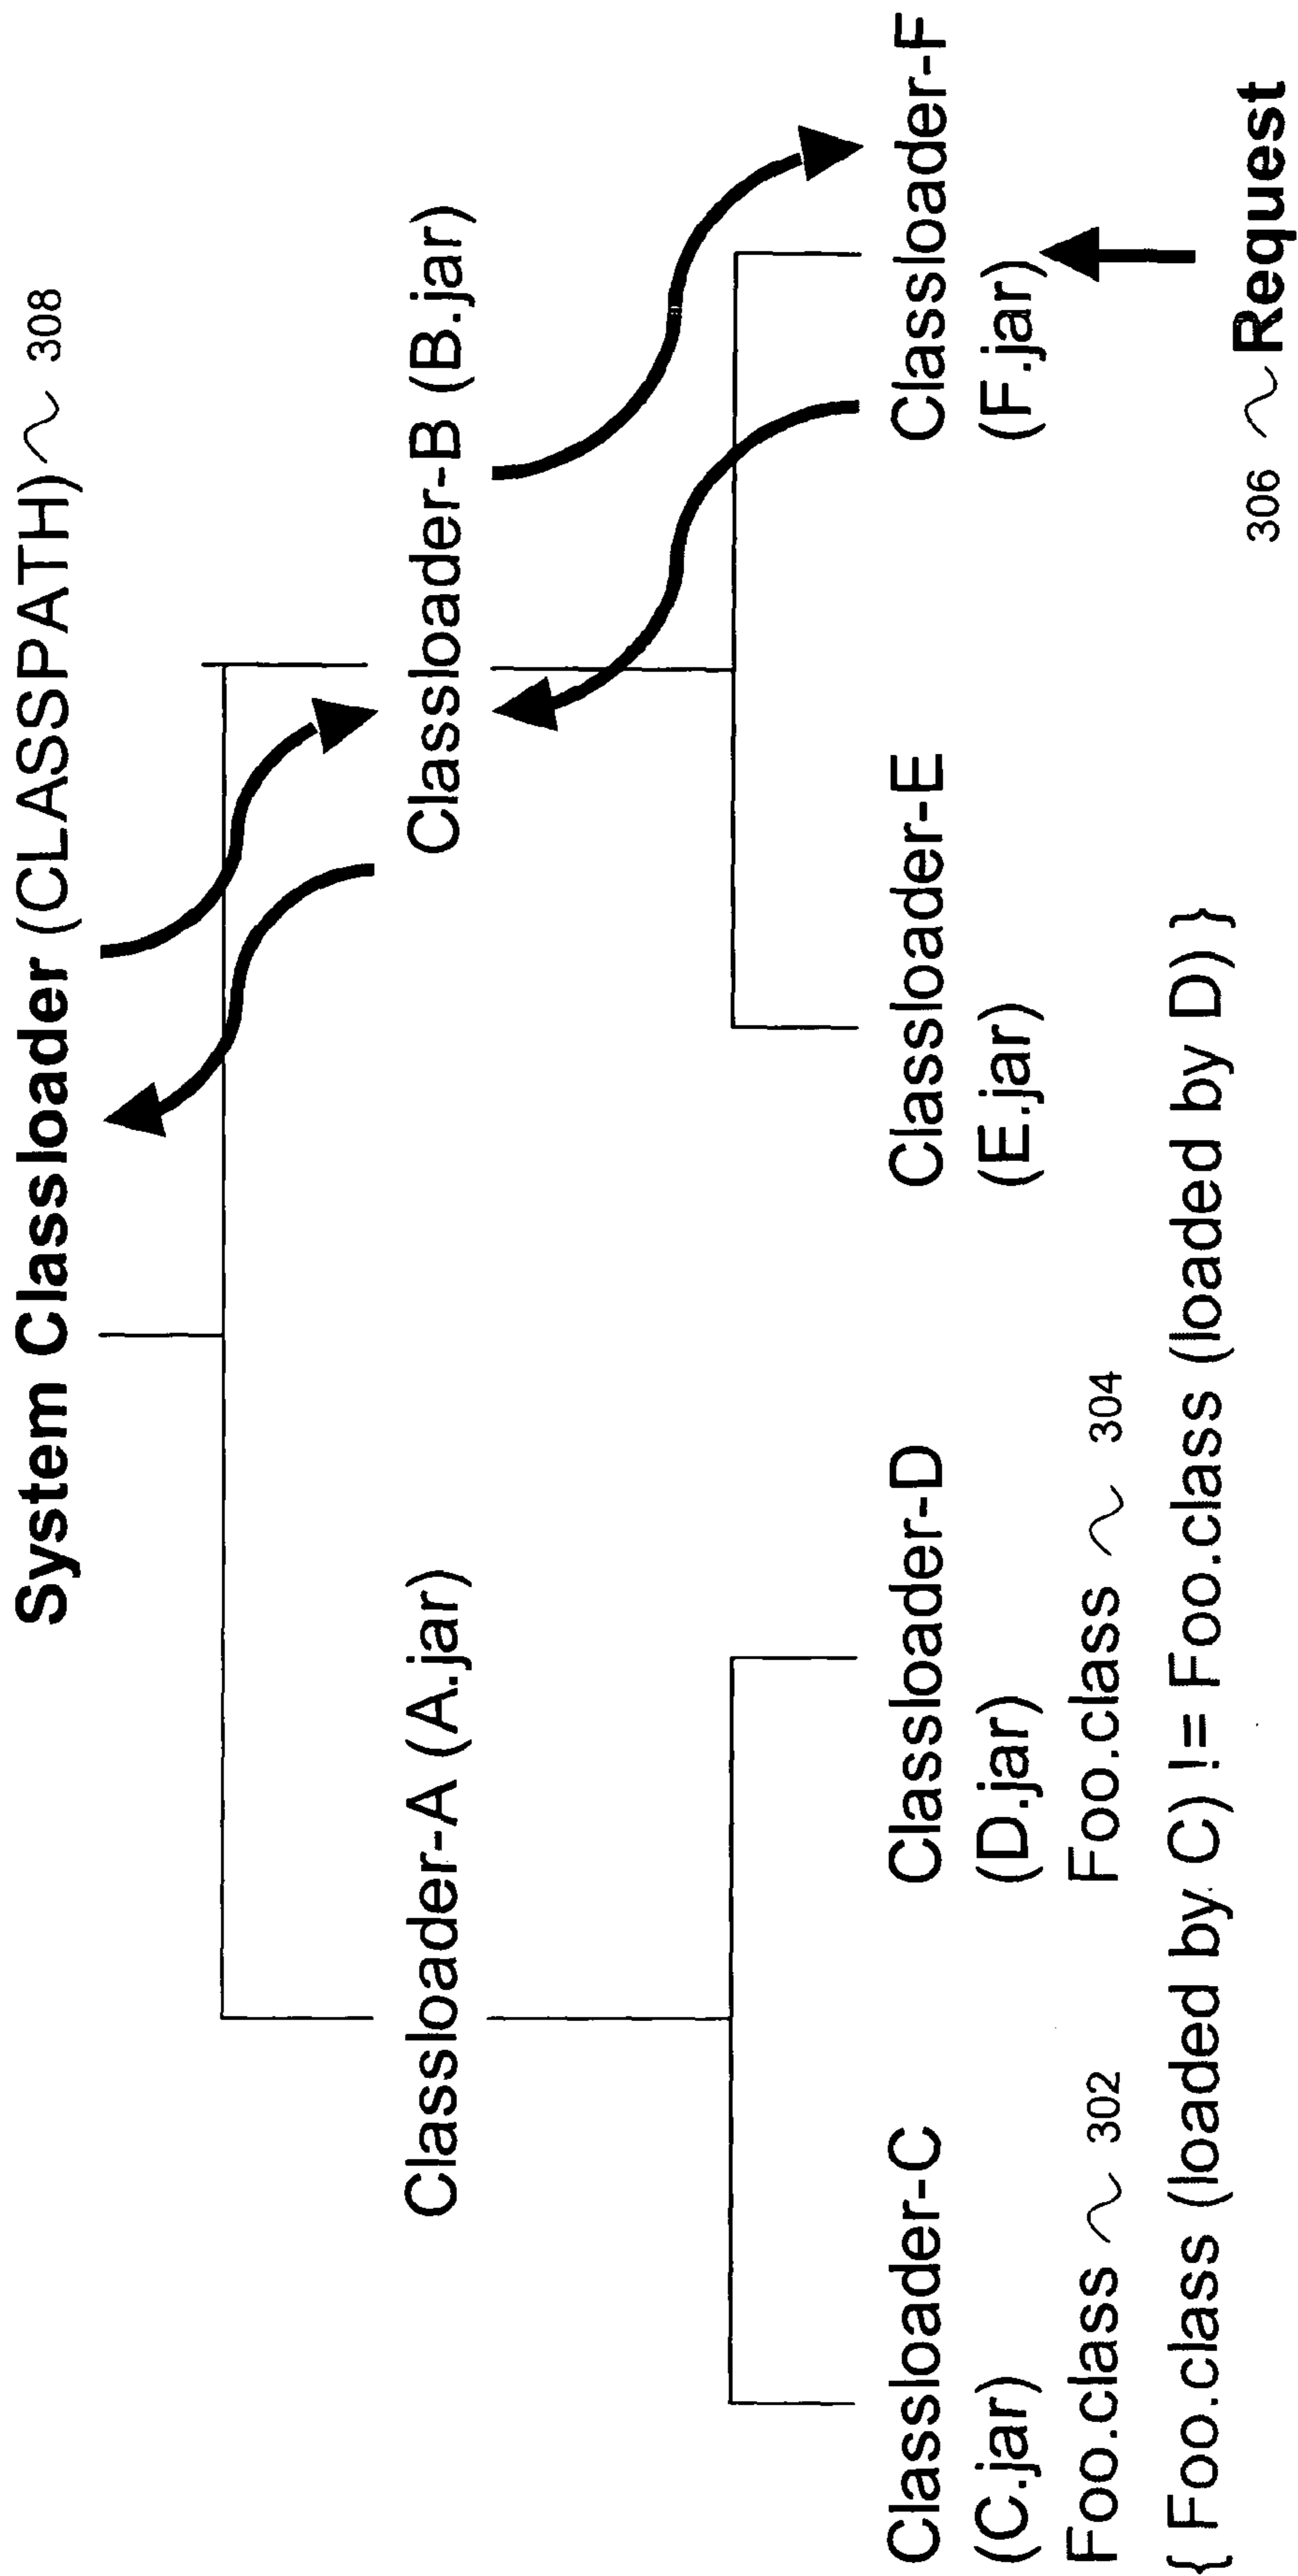 System Classloader (CLASSPATH) 308
Classloader-A (A.jar)
Classloader-B (B.jar)
Classloader-C
(C.jar)
Foo.class 302
Classloader-D
(D.jar)
Foo.class 304
Classloader-E
(E.jar)
Classloader-F
(F.jar)
{ Foo.class (loaded by C) != Foo.class (loaded by D) }
306 Request